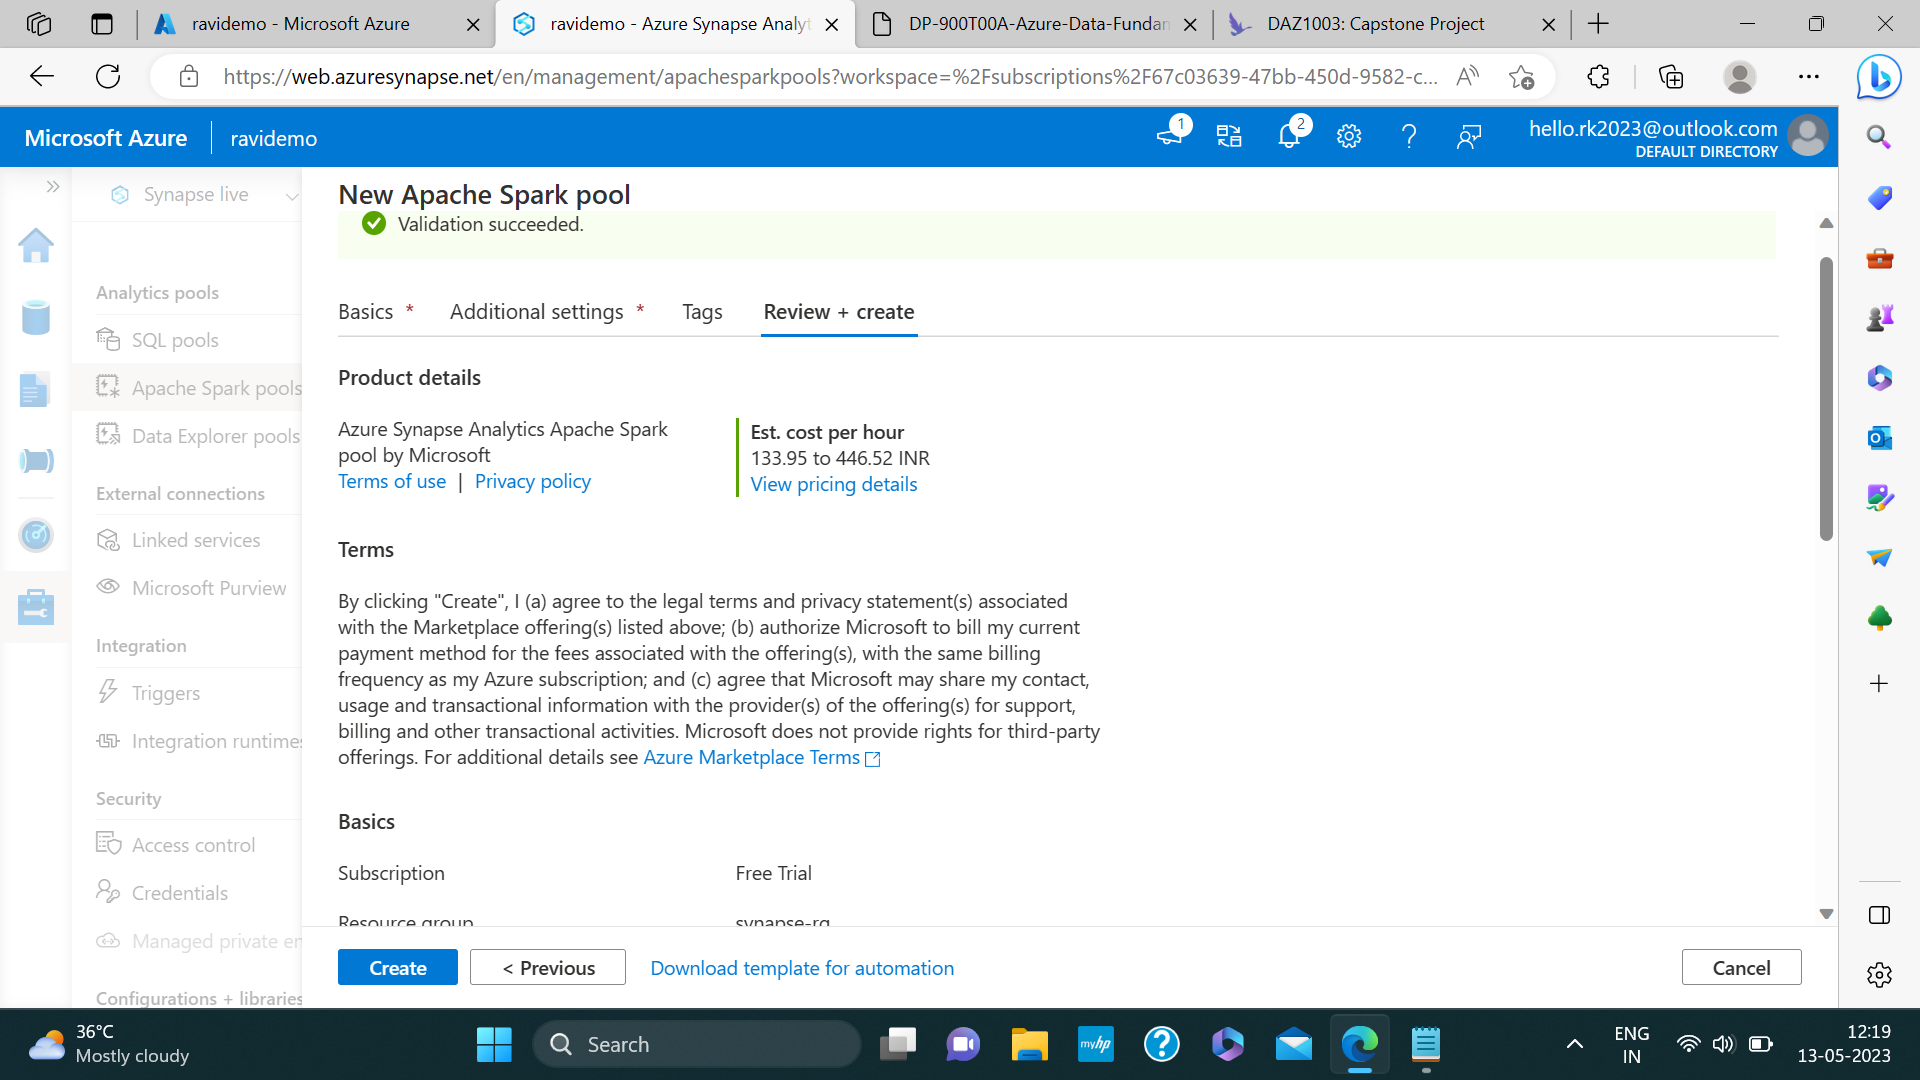 ravidemo - Microsoft Azure
ravidemo - Azure Synapse Analyt
DP-900T00A-Azure-Data-Fundan
DAZ1003: Capstone Project
https://web.azuresynapse.net/en/management/apachesparkpools?workspace=%2Fsubscriptions%2F67c03639-47bb-450d-9582-c...
Microsoft Azure
ravidemo
1
2
hello.rk2023@outlook.com
DEFAULT DIRECTORY
Synapse live
Analytics pools
SQL pools
Apache Spark pools
Data Explorer pools
External connections
Linked services
Microsoft Purview
Integration
Triggers
Integration runtimes
Security
Access control
Credentials
Managed private en
Configurations + libraries
New Apache Spark pool
Validation succeeded.
Basics *
Additional settings *
Tags
Review + create
Product details
Azure Synapse Analytics Apache Spark
pool by Microsoft
Terms of use | Privacy policy
Est. cost per hour
133.95 to 446.52 INR
View pricing details
Terms
By clicking "Create", I (a) agree to the legal terms and privacy statement(s) associated
with the Marketplace offering(s) listed above; (b) authorize Microsoft to bill my current
payment method for the fees associated with the offering(s), with the same billing
frequency as my Azure subscription; and (c) agree that Microsoft may share my contact,
usage and transactional information with the provider(s) of the offering(s) for support,
billing and other transactional activities. Microsoft does not provide rights for third-party
offerings. For additional details see Azure Marketplace Terms
Basics
Subscription
Free Trial
Resource group
synapse-rg
Create
< Previous
Download template for automation
Cancel
36°C
Mostly cloudy
Search
myhp
ENG
IN
12:19
13-05-2023